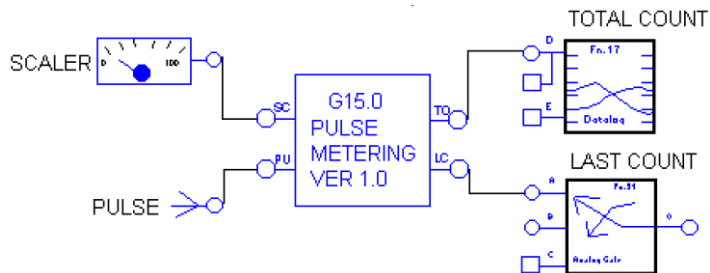 TOTAL COUNT
SCALER
0 100
D
Fn.17
E
Datalog
SC
G15.0
TO
PULSE
PU
METERING
LC
VER 1.0
LAST COUNT
PULSE
A
Fn.31
B
O
C
Analog Gate